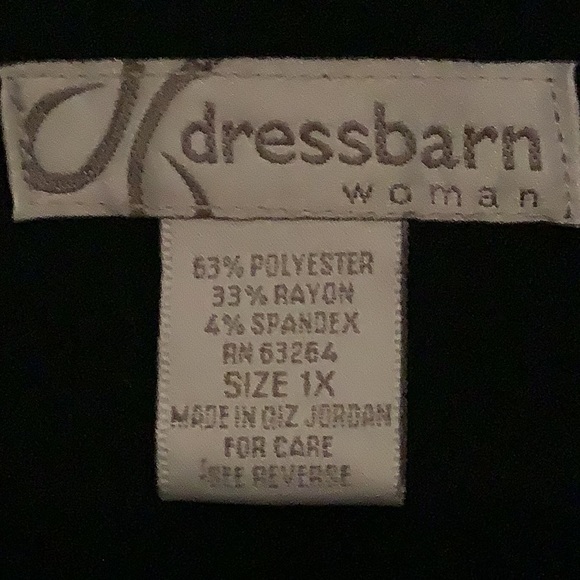 dressbarn
woman
63% POLYESTER
33% RAYON
4% SPANDEX
RN 63264
SIZE 1X
MADE IN QIZ JORDAN
FOR CARE
SEE REVERSE